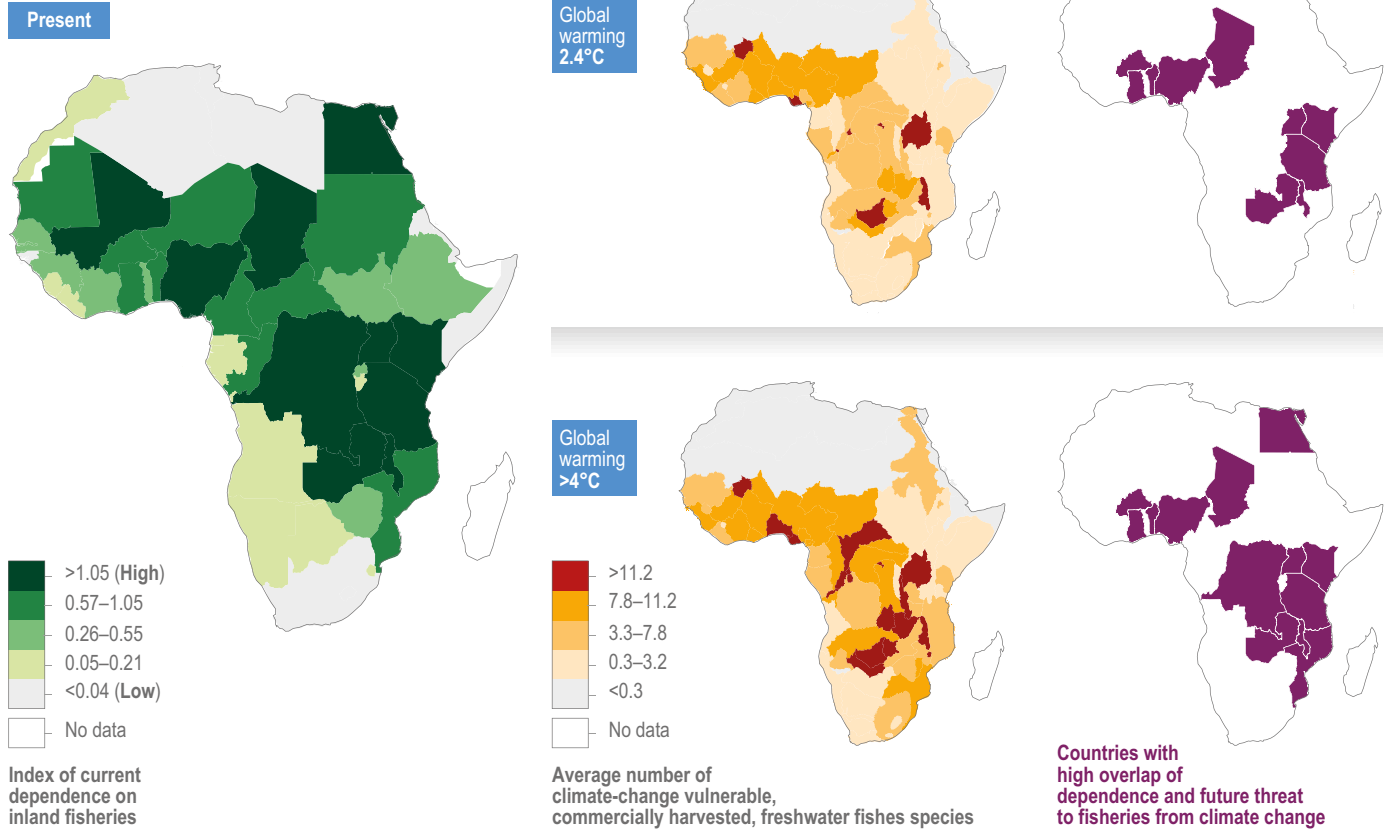 Present
>1.05 (High)
0.57–1.05
0.26–0.55
0.05–0.21
<0.04 (Low)
No data
Index of current
dependence on
inland fisheries
Global
warming
2.4°C
Global
warming
>4°C
>11.2
7.8–11.2
3.3–7.8
0.3–3.2
<0.3
No data
Average number of
climate-change vulnerable,
commercially harvested, freshwater fishes species
Countries with
high overlap of
dependence and future threat
to fisheries from climate change